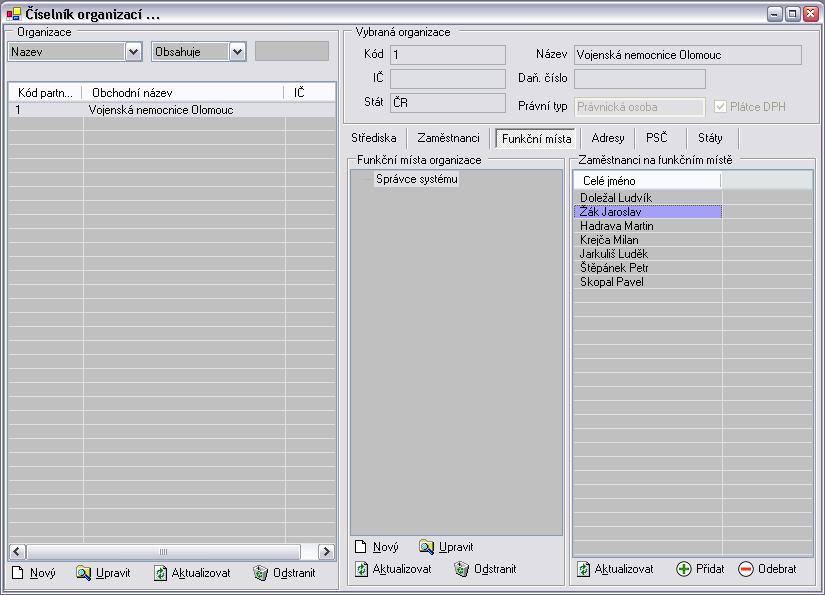 Číselník organizací ...
Organizace
Nazev Obsahuje
Kód partn... Obchodní název IČ
1 Vojenská nemocnice Olomouc
Nový Upravit Aktualizovat Odstranit
Vybraná organizace
Kód 1 Název Vojenská nemocnice Olomouc
IČ Daň. číslo
Stát ČR Právní typ Právnická osoba Plátce DPH
Střediska Zaměstnanci Funkční místa Adresy PSČ Státy
Funkční místa organizace
Správce systému
Nový Upravit
Aktualizovat Odstranit
Zaměstnanci na funkčním místě
Celé jméno
Doležal Ludvík
Žák Jaroslav
Hadrava Martin
Krejča Milan
Jarkuliš Luděk
Štěpánek Petr
Skopal Pavel
Aktualizovat Přidat Odebrat